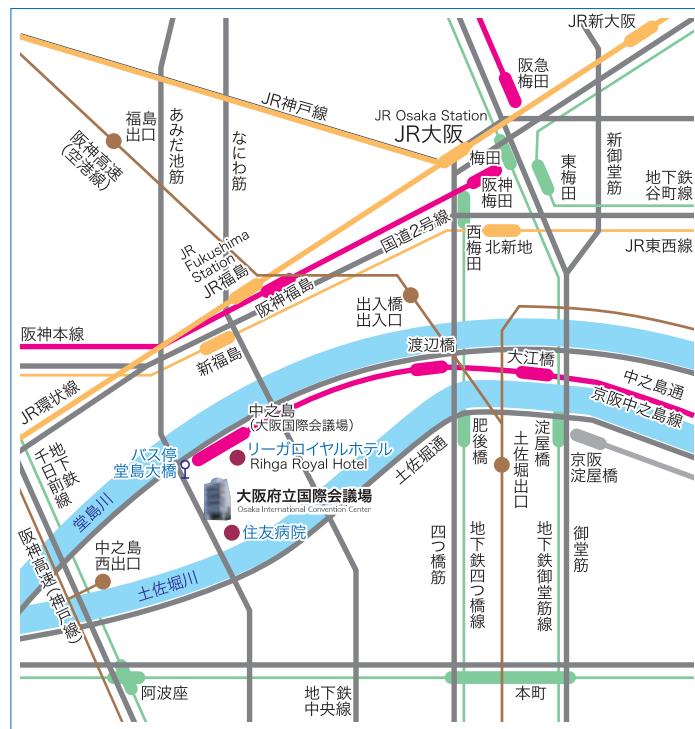 JR新大阪
阪急
梅田
福島
出口
あみだ池筋
JR神戸線
なにわ筋
JR Osaka Station
JR大阪
阪神高速
(空港線)
梅田
阪神
梅田
東梅田
新御堂筋
地下鉄
谷町線
国道2号線
西梅田
北新地
JR東西線
JR
Fukushima
Station
JR福島
阪神福島
出入橋
出入口
阪神本線
新福島
渡辺橋
大江橋
中之島通
京阪中之島線
JR環状線
中之島
(大阪国際会議場)
バス停
堂島大橋
リーガロイヤルホテル
Rihga Royal Hotel
土佐堀通
肥後橋
土佐堀出口
淀屋橋
京阪
淀屋橋
地下鉄
千日前線
堂島川
大阪府立国際会議場
Osaka International Convention Center
住友病院
阪神高速(神戸線)
中之島
西出口
土佐堀川
四つ橋筋
地下鉄四つ橋線
地下鉄御堂筋線
御堂筋
阿波座
地下鉄
中央線
本町